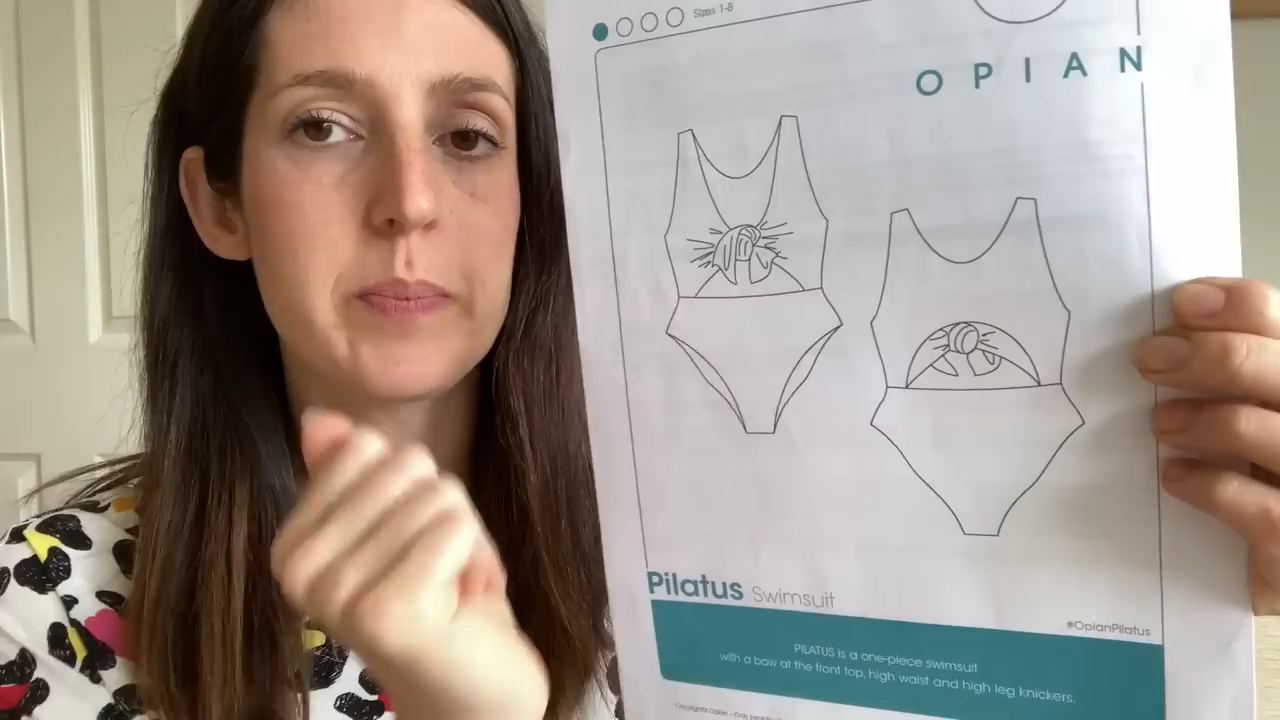 Sizes 1-8
OPIAN
Pilatus Swimsuit
#OpianPilatus
PILATUS is a one-piece swimsuit
with a bow at the front top, high waist and high leg knickers.